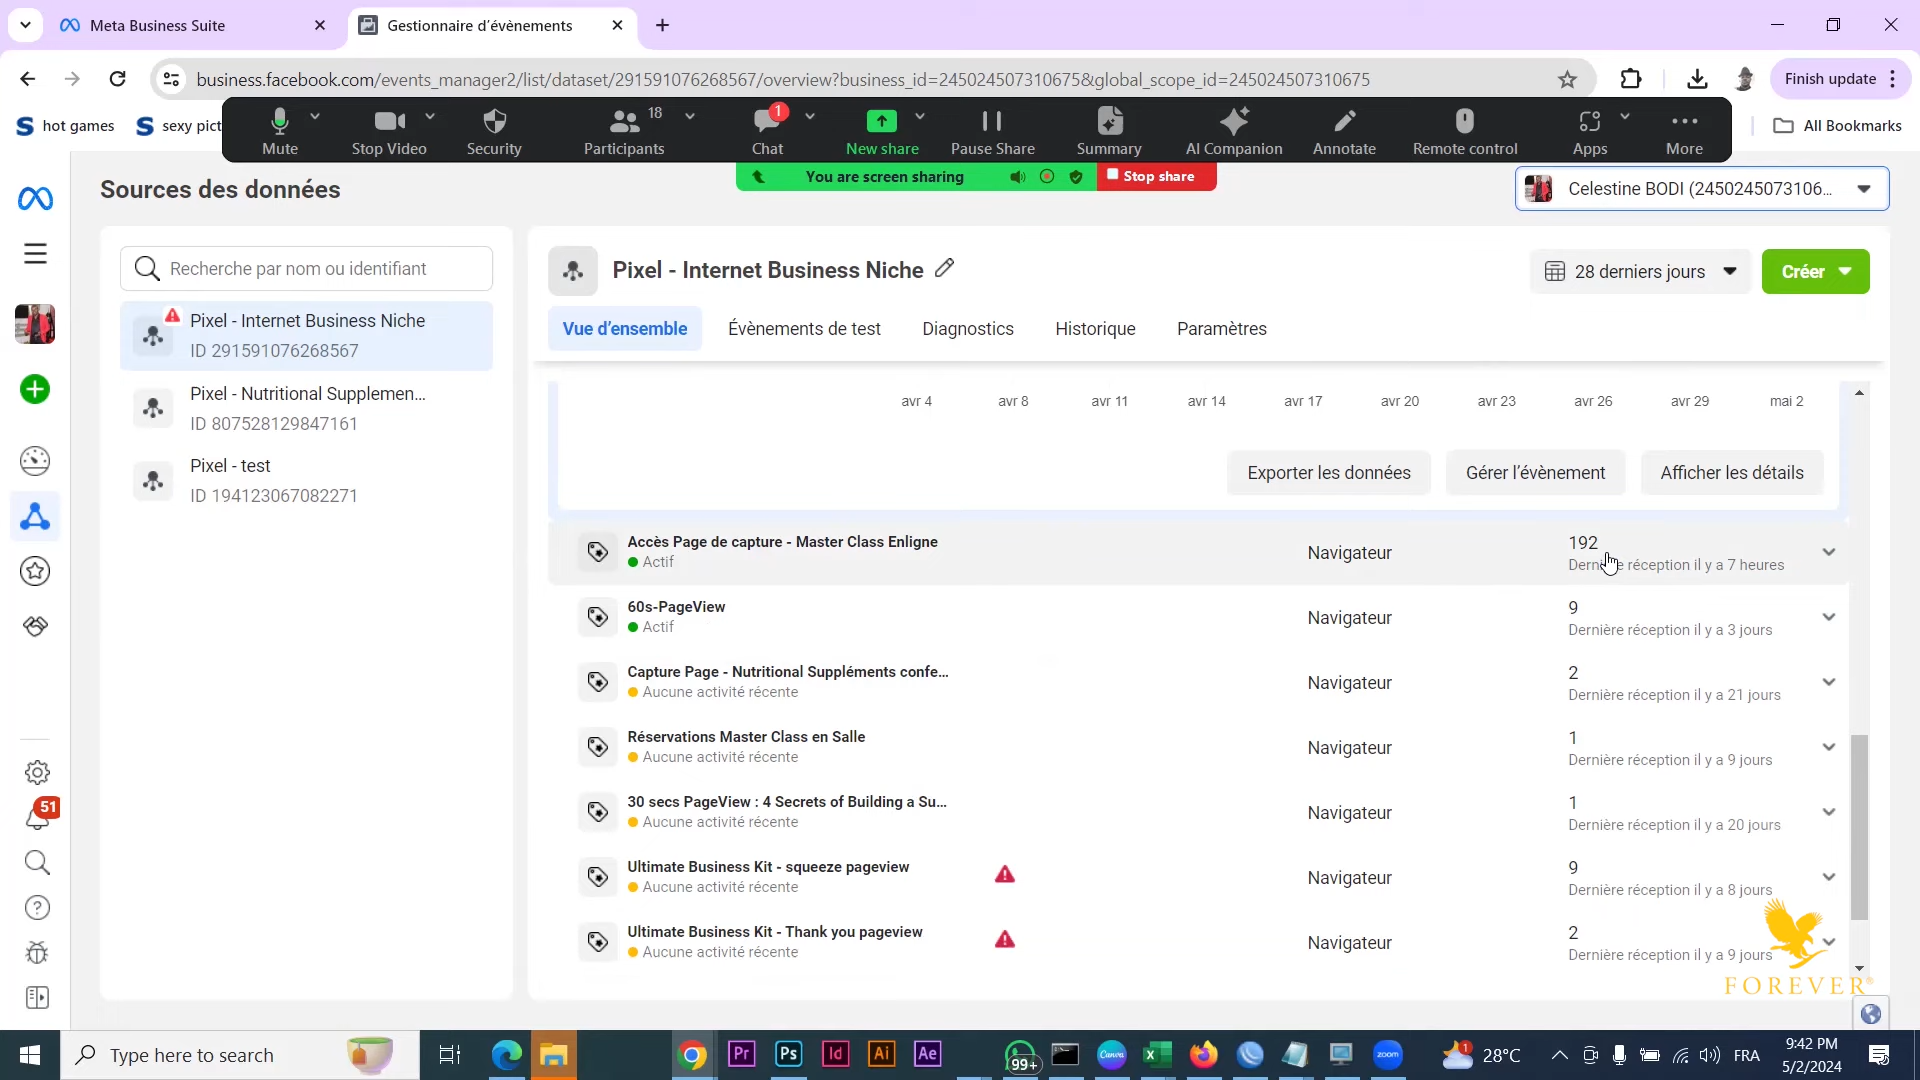 Meta Business Suite
Gestionnaire d'évènements
business.facebook.com/events_manager2/list/dataset/291591076268567/overview?business_id=245024507310675&global_scope_id=245024507310675
Finish update
hot games
sexy pict
All Bookmarks
Mute
Stop Video
Security
18
Participants
1
Chat
New share
Pause Share
Summary
AI Companion
Annotate
Remote control
Apps
More
You are screen sharing
Stop share
Sources des données
Celestine BODI (2450245073106...
Recherche par nom ou identifiant
Pixel - Internet Business Niche
ID 291591076268567
Pixel - Nutritional Supplemen...
ID 807528129847161
Pixel - test
ID 194123067082271
51
Pixel - Internet Business Niche
28 derniers jours
Créer
Vue d'ensemble
Évènements de test
Diagnostics
Historique
Paramètres
avr 4 avr 8 avr 11 avr 14 avr 17 avr 20 avr 23 avr 26 avr 29 mai 2
Exporter les données
Gérer l'évènement
Afficher les détails
Accès Page de capture - Master Class Enligne
Actif
Navigateur
192
Dernière réception il y a 7 heures
60s-PageView
Actif
Navigateur
9
Dernière réception il y a 3 jours
Capture Page - Nutritional Suppléments confe...
Aucune activité récente
Navigateur
2
Dernière réception il y a 21 jours
Réservations Master Class en Salle
Aucune activité récente
Navigateur
1
Dernière réception il y a 9 jours
30 secs PageView : 4 Secrets of Building a Su...
Aucune activité récente
Navigateur
1
Dernière réception il y a 20 jours
Ultimate Business Kit - squeeze pageview
Aucune activité récente
Navigateur
9
Dernière réception il y a 8 jours
Ultimate Business Kit - Thank you pageview
Aucune activité récente
Navigateur
2
Dernière réception il y a 9 jours
FOREVER®
Type here to search
Pr
Ps
Id
Ai
Ae
99+
Canva
zoom
1
28°C
FRA
9:42 PM
5/2/2024